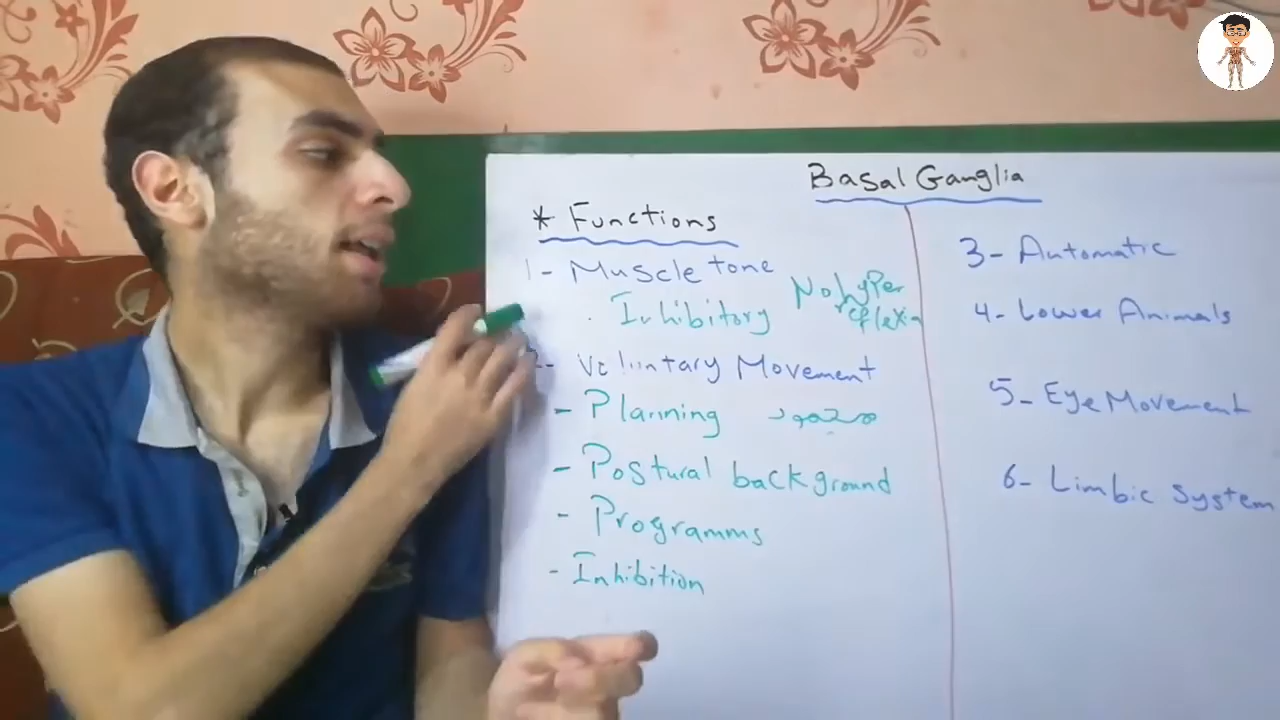 Basal Ganglia
* Functions
1- Muscle tone
Inhibitory
No hyper
reflexia
2- Voluntary Movement
- Planning
- Postural background
- Programms
- Inhibition
3- Automatic
4- Lower Animals
5- Eye Movement
6- Limbic System